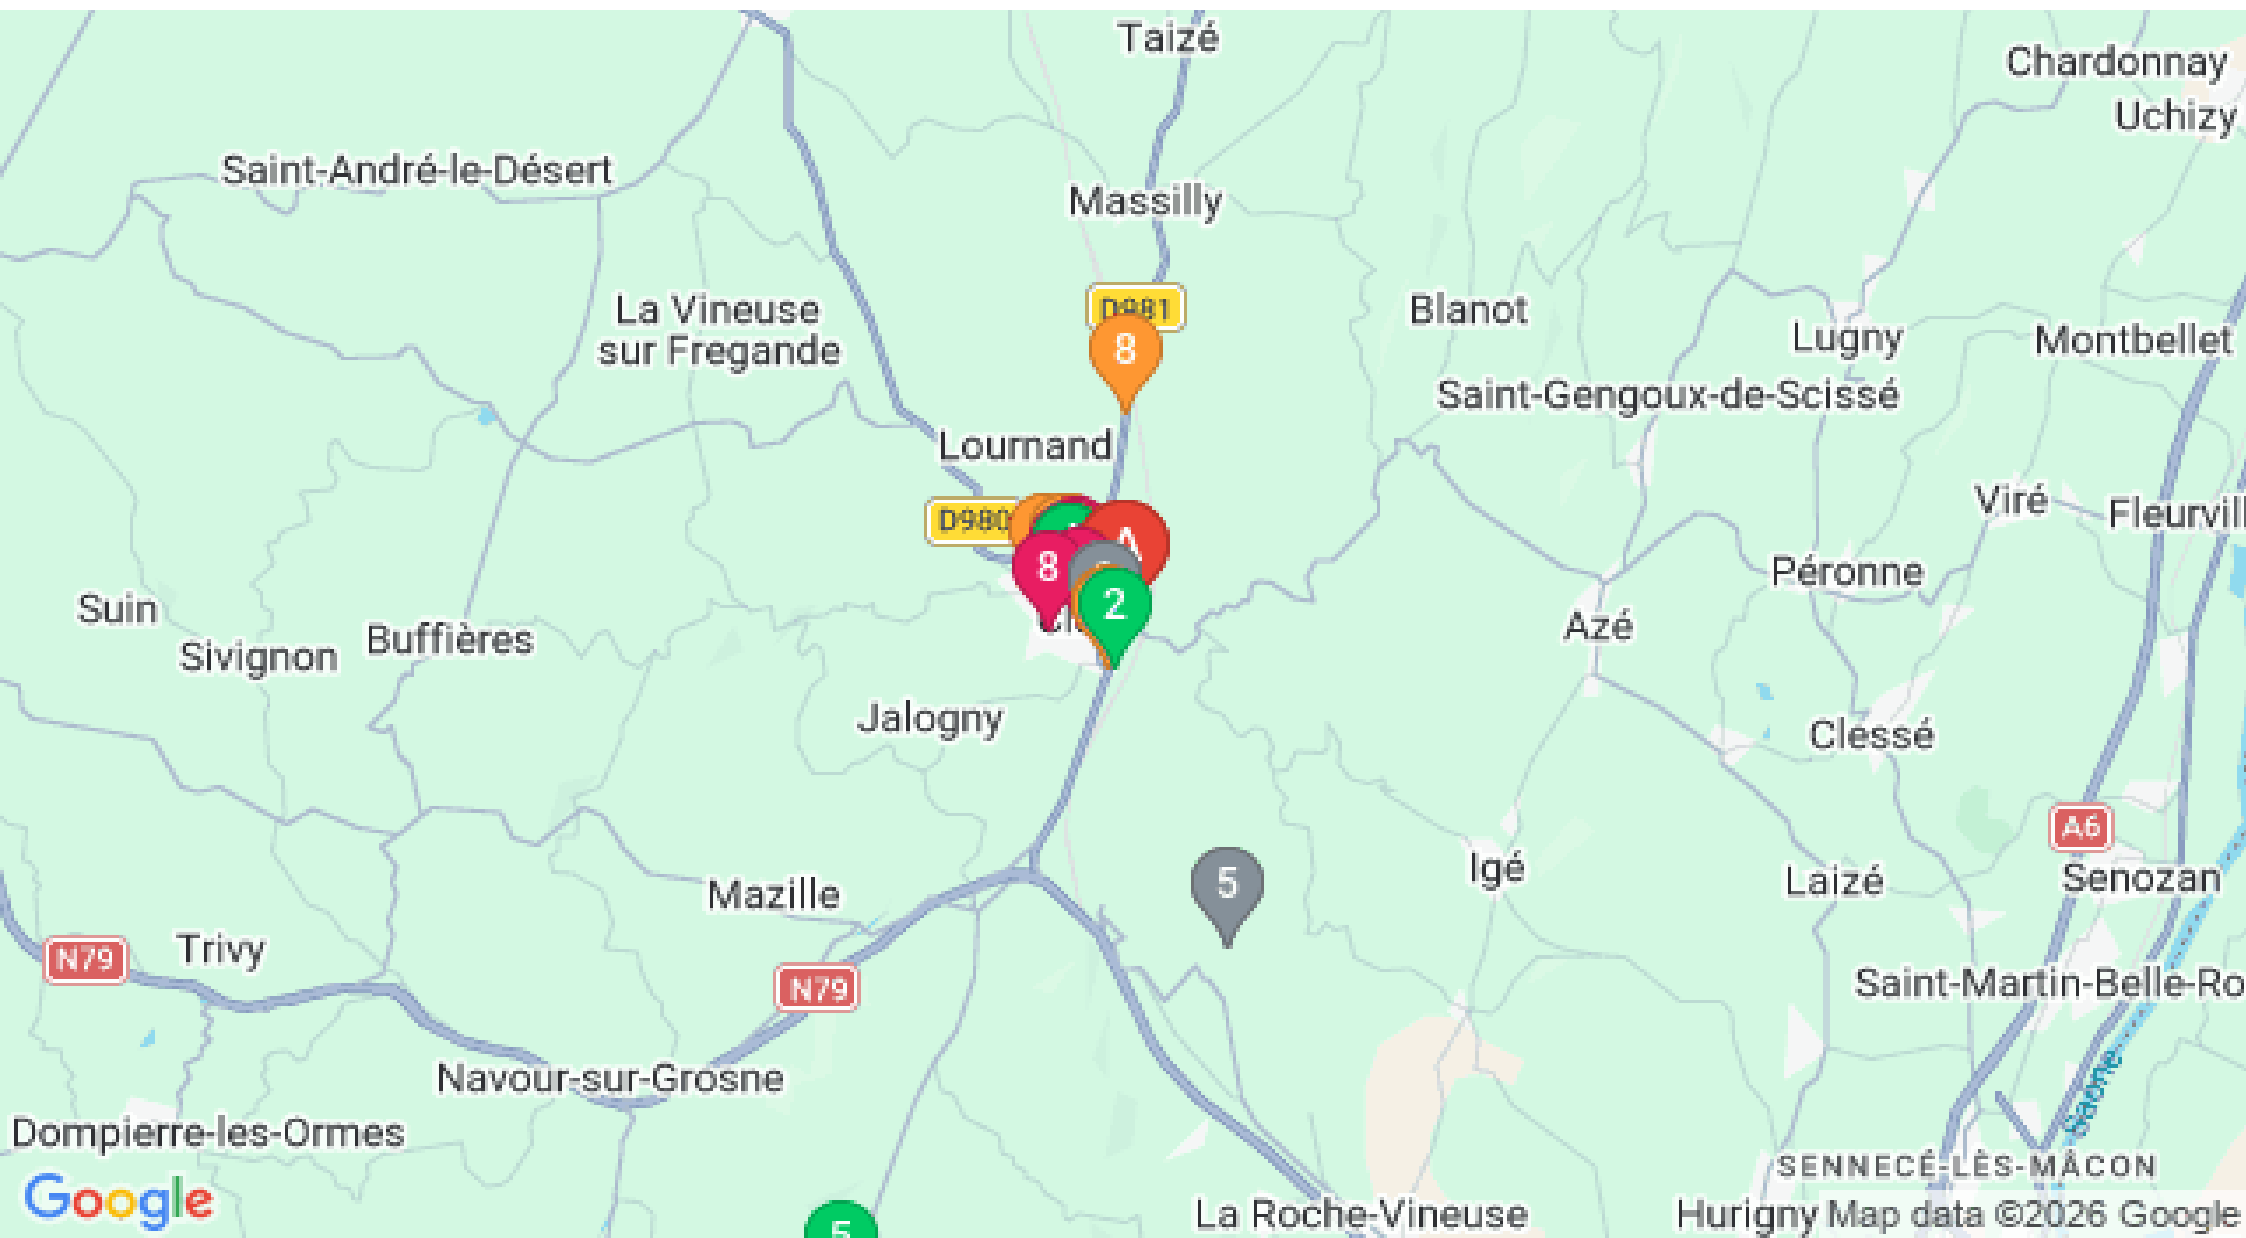 Taizé
Chardonnay
Uchizy
Saint-André-le-Désert
Massilly
La Vineuse
sur Fregande
D981
8
Blanot
Lugny
Montbellet
Saint-Gengoux-de-Scissé
Lournand
D980
A
8
2
Viré
Fleurvill
Péronne
Suin
Sivignon
Buffières
Azé
Jalogny
Clessé
A6
Mazille
5
Igé
Laizé
Senozan
N79
Trivy
N79
Saint-Martin-Belle-Ro
Navour-sur-Grosne
Saone
Dompierre-les-Ormes
SENNECÉ-LÈS-MÂCON
Google
5
La Roche-Vineuse
Hurigny
Map data ©2026 Google